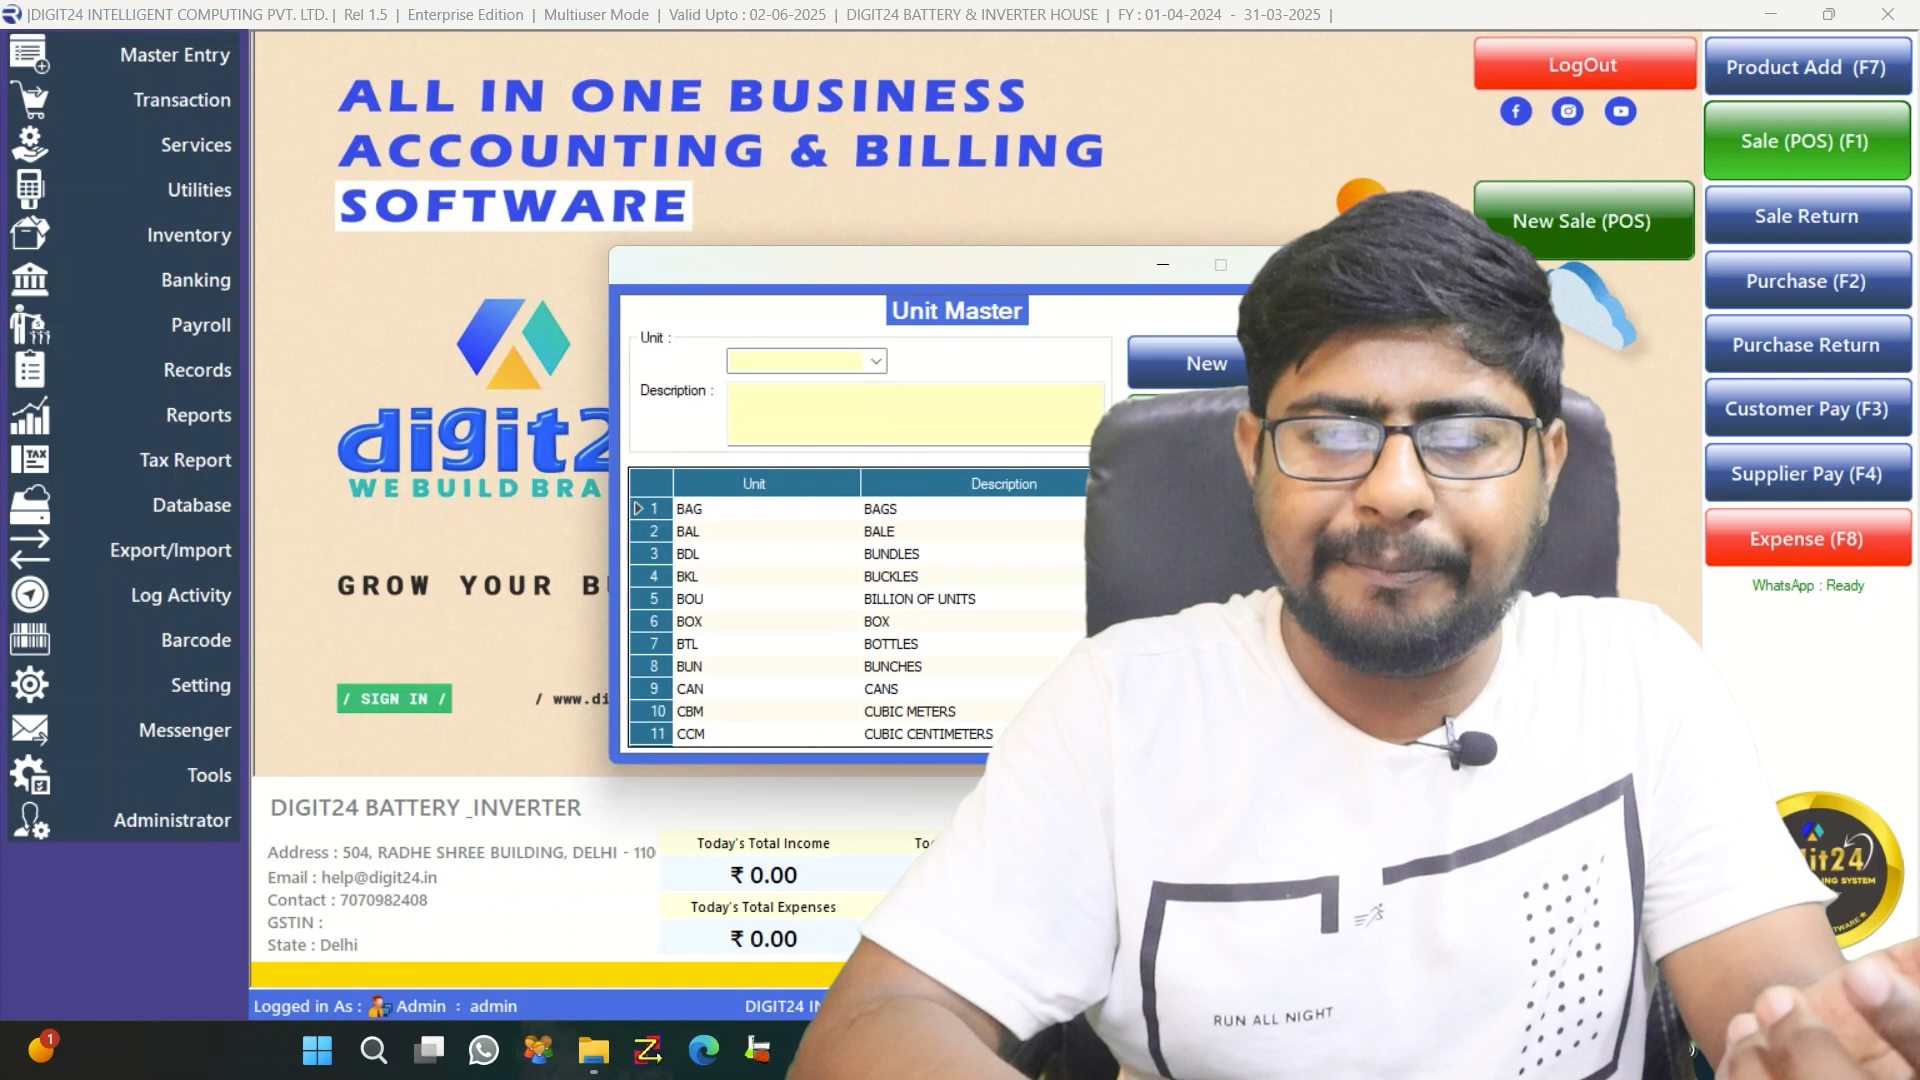 |DIGIT24 INTELLIGENT COMPUTING PVT. LTD. | Rel 1.5 | Enterprise Edition | Multiuser Mode | Valid Upto : 02-06-2025 | DIGIT24 BATTERY & INVERTER HOUSE | FY : 01-04-2024 - 31-03-2025 |
Master Entry
Transaction
Services
Utilities
Inventory
Banking
Payroll
Records
Reports
TAX
Tax Report
Database
Export/Import
Log Activity
Barcode
Setting
Messenger
Tools
Administrator
ALL IN ONE BUSINESS
ACCOUNTING & BILLING
SOFTWARE
digit2
WE BUILD BRA
GROW YOUR B
/ SIGN IN /
/ www.di
LogOut
New Sale (POS)
Product Add (F7)
Sale (POS) (F1)
Sale Return
Purchase (F2)
Purchase Return
Customer Pay (F3)
Supplier Pay (F4)
Expense (F8)
WhatsApp : Ready
Unit Master
Unit :
Description :
New
Unit Description
1 BAG BAGS
2 BAL BALE
3 BDL BUNDLES
4 BKL BUCKLES
5 BOU BILLION OF UNITS
6 BOX BOX
7 BTL BOTTLES
8 BUN BUNCHES
9 CAN CANS
10 CBM CUBIC METERS
11 CCM CUBIC CENTIMETERS
DIGIT24 BATTERY _INVERTER
Address : 504, RADHE SHREE BUILDING, DELHI - 110
Email : help@digit24.in
Contact : 7070982408
GSTIN :
State : Delhi
Today's Total Income
₹ 0.00
Today's Total Expenses
₹ 0.00
To
it24
ING SYSTEM
RUN ALL NIGHT
Logged in As : Admin : admin
DIGIT24 IN
1